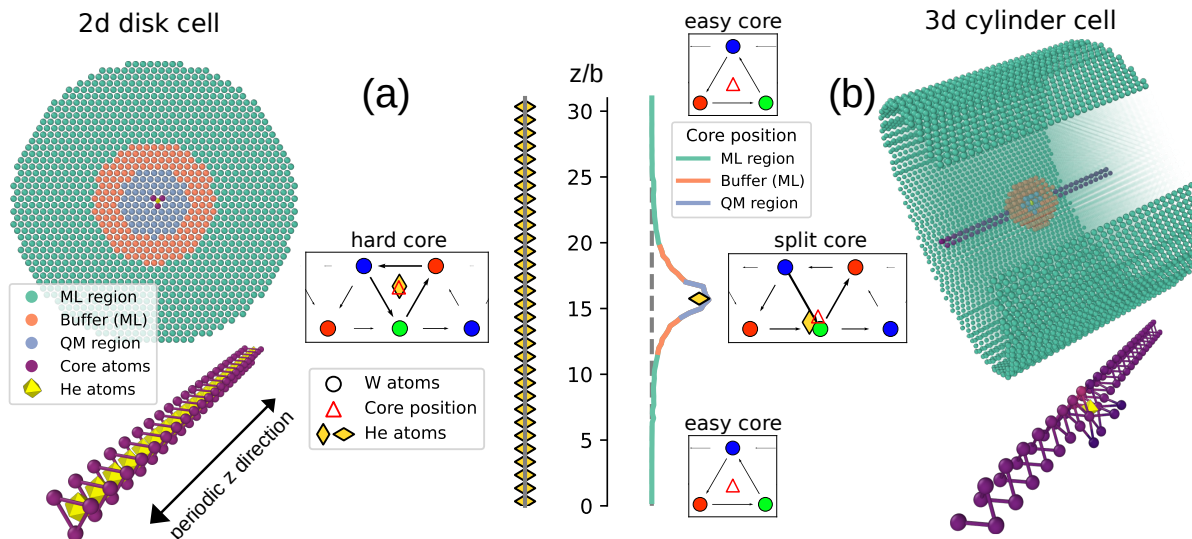 2d disk cell
(a)
hard core
ML region
Buffer (ML)
QM region
Core atoms
He atoms
periodic z direction
W atoms
Core position
He atoms
z/b
30
25
20
15
10
5
0
easy core
Core position
ML region
Buffer (ML)
QM region
split core
easy core
3d cylinder cell
(b)